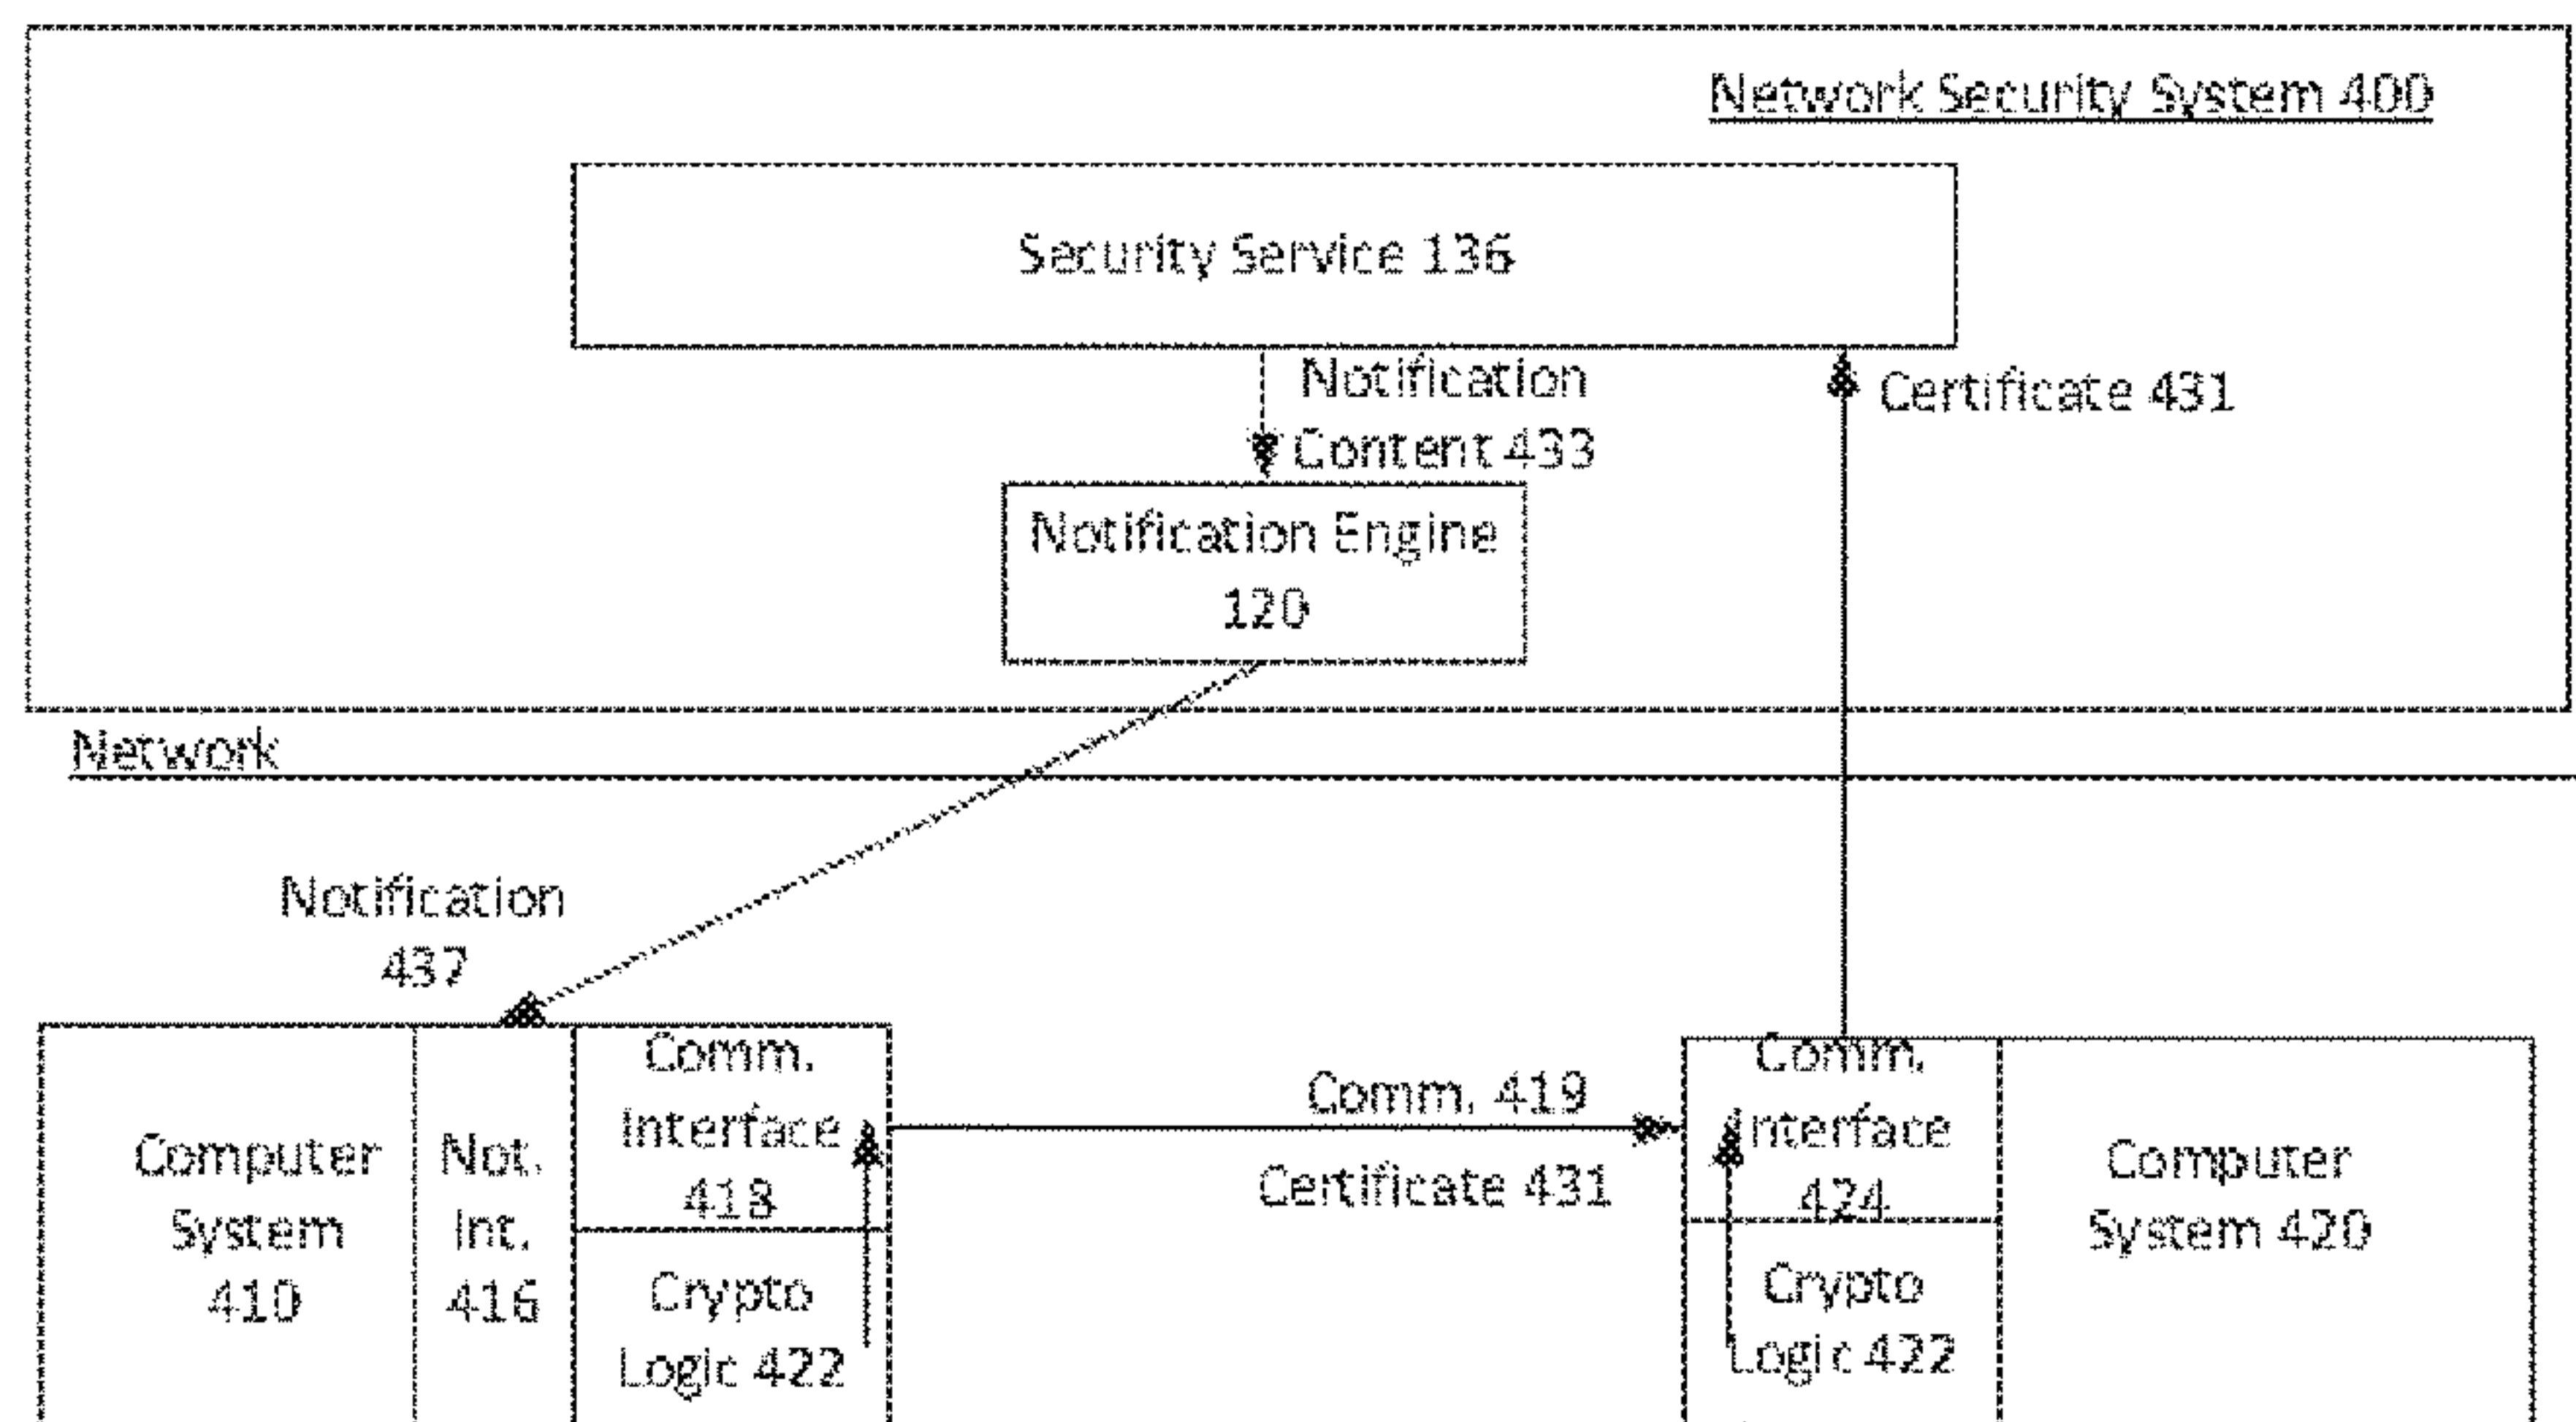 Network Security System 400
Security Service 136
Notification
Content 433
Certificate 431
Notification Engine
120
Network
Notification
437
Computer
System
410
Not.
Int.
416
Comm.
Interface
418
Crypto
Logic 422
Comm. 419
Certificate 431
Comm.
Interface
424
Crypto
Logic 422
Computer
System 420